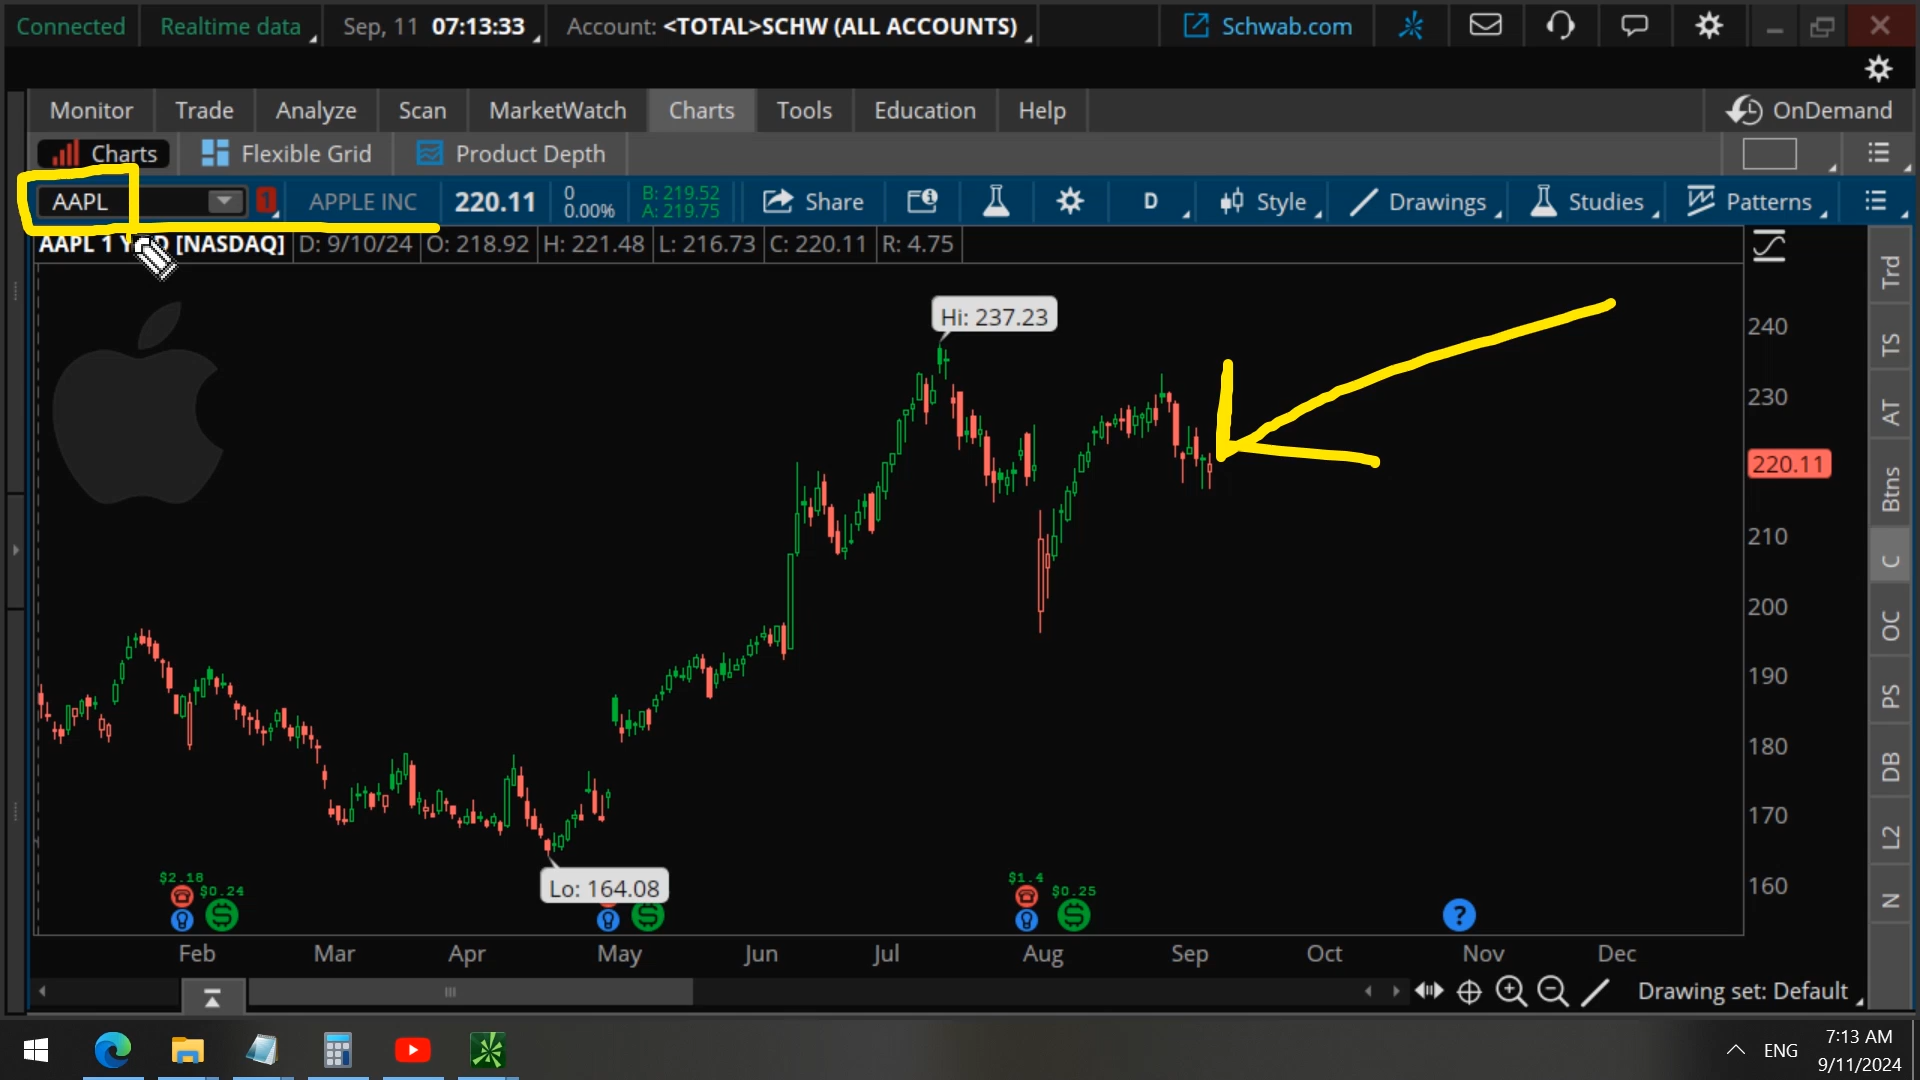 Connected Realtime data Sep, 11 07:13:33 Account: <TOTAL>SCHW (ALL ACCOUNTS) Schwab.com
Monitor Trade Analyze Scan MarketWatch Charts Tools Education Help OnDemand
Charts Flexible Grid Product Depth
AAPL 1 APPLE INC 220.11 0 B: 219.52 Share D Style Drawings Studies Patterns
0.00% A: 219.75
AAPL 1 Y D [NASDAQ] D: 9/10/24 O: 218.92 H: 221.48 L: 216.73 C: 220.11 R: 4.75
Hi: 237.23
240
230
220.11
210
200
190
180
170
160
Lo: 164.08
$2.18 $0.24 $1.4 $0.25
?
Feb Mar Apr May Jun Jul Aug Sep Oct Nov Dec
Drawing set: Default
Trd
TS
AT
Btns
C
OC
PS
DB
L2
N
ENG 7:13 AM
9/11/2024